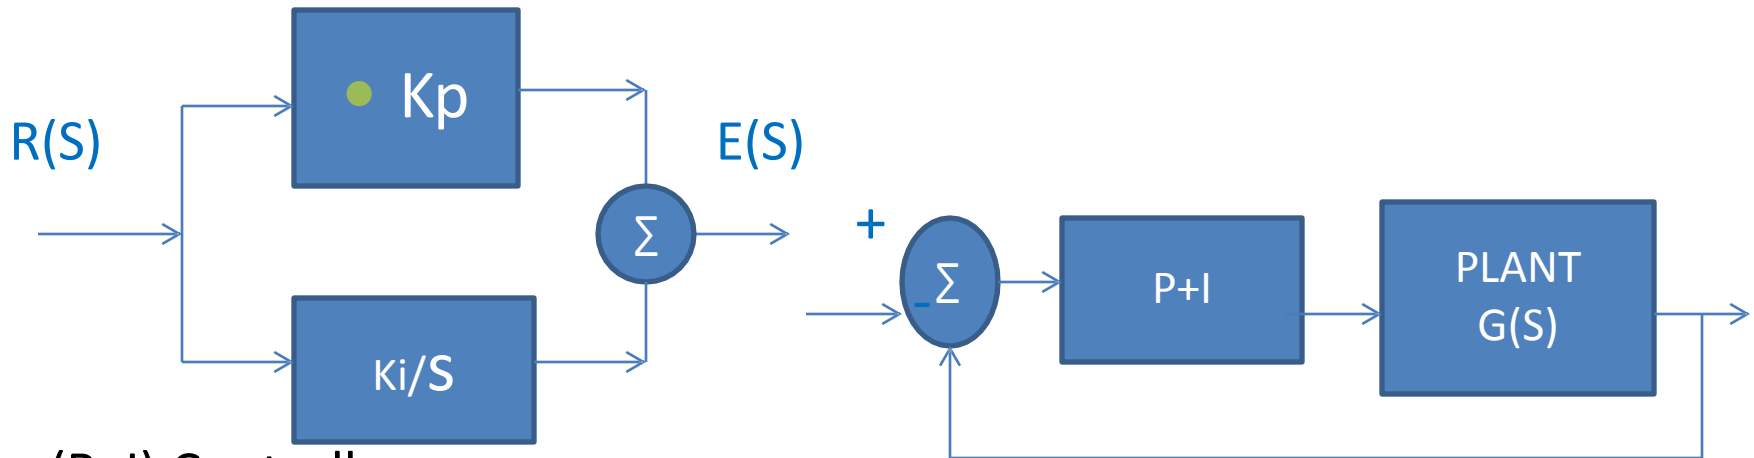 R(S)
• Kp
Ki/S
Σ
E(S)
+
-
Σ
P+I
PLANT
G(S)